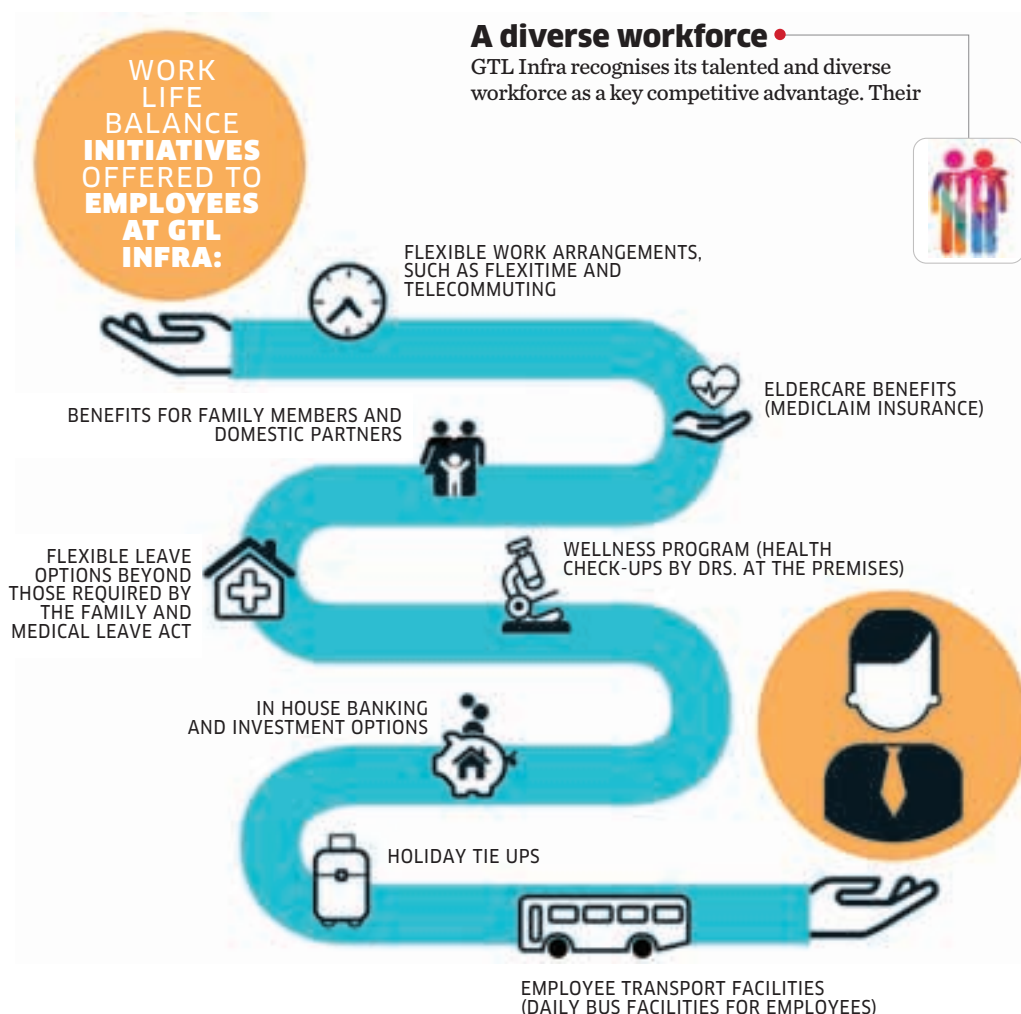 WORK
LIFE
BALANCE
INITIATIVES
OFFERED TO
EMPLOYEES
AT GTL
INFRA:
A diverse workforce
GTL Infra recognises its talented and diverse
workforce as a key competitive advantage. Their
FLEXIBLE WORK ARRANGEMENTS,
SUCH AS FLEXITIME AND
TELECOMMUTING
ELDERCARE BENEFITS
(MEDICLAIM INSURANCE)
BENEFITS FOR FAMILY MEMBERS AND
DOMESTIC PARTNERS
FLEXIBLE LEAVE
OPTIONS BEYOND
THOSE REQUIRED BY
THE FAMILY AND
MEDICAL LEAVE ACT
WELLNESS PROGRAM (HEALTH
CHECK-UPS BY DRS. AT THE PREMISES)
IN HOUSE BANKING
AND INVESTMENT OPTIONS
HOLIDAY TIE UPS
EMPLOYEE TRANSPORT FACILITIES
(DAILY BUS FACILITIES FOR EMPLOYEES)